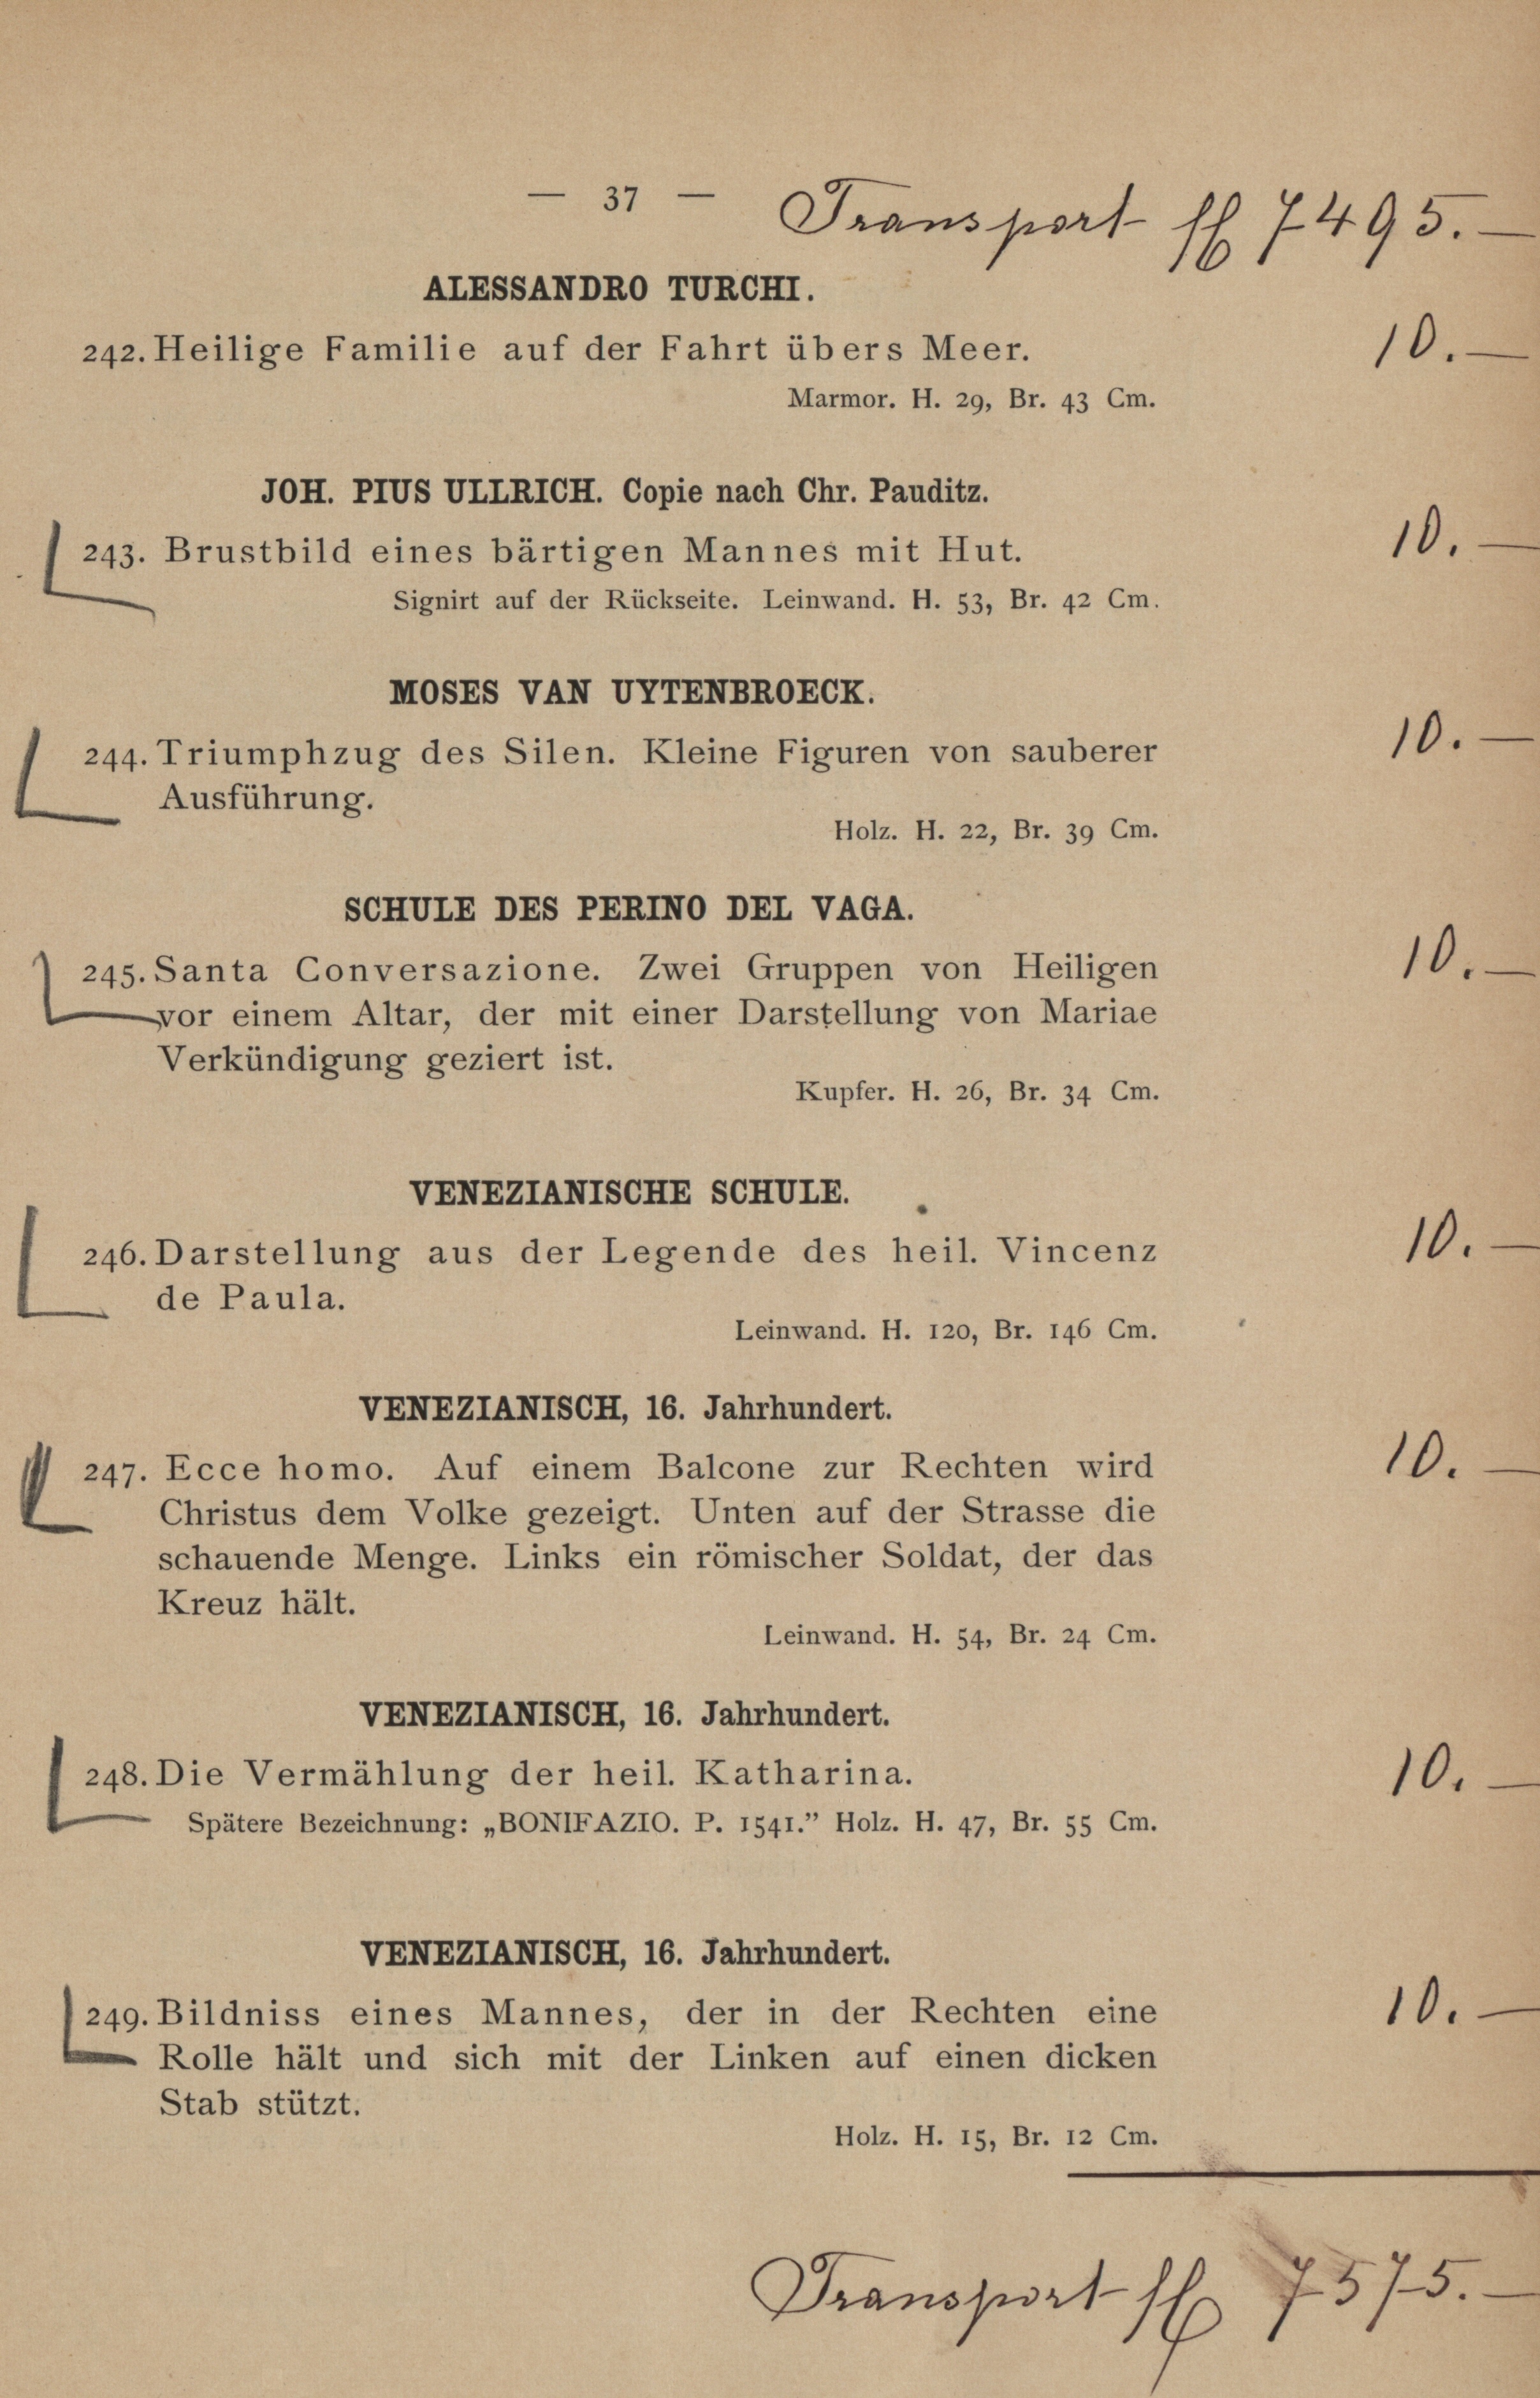 — 37 —
Transport fl 7495.—
ALESSANDRO TURCHI.
242. Heilige Familie auf der Fahrt übers Meer. 10.—
Marmor. H. 29, Br. 43 Cm.
JOH. PIUS ULLRICH. Copie nach Chr. Pauditz.
243. Brustbild eines bärtigen Mannes mit Hut. 10.—
Signirt auf der Rückseite. Leinwand. H. 53, Br. 42 Cm.
MOSES VAN UYTENBROECK.
244. Triumphzug des Silen. Kleine Figuren von sauberer 10.—
Ausführung.
Holz. H. 22, Br. 39 Cm.
SCHULE DES PERINO DEL VAGA.
245. Santa Conversazione. Zwei Gruppen von Heiligen 10.—
vor einem Altar, der mit einer Darstellung von Mariae
Verkündigung geziert ist.
Kupfer. H. 26, Br. 34 Cm.
VENEZIANISCHE SCHULE.
246. Darstellung aus der Legende des heil. Vincenz 10.—
de Paula.
Leinwand. H. 120, Br. 146 Cm.
VENEZIANISCH, 16. Jahrhundert.
247. Ecce homo. Auf einem Balcone zur Rechten wird 10.—
Christus dem Volke gezeigt. Unten auf der Strasse die
schauende Menge. Links ein römischer Soldat, der das
Kreuz hält.
Leinwand. H. 54, Br. 24 Cm.
VENEZIANISCH, 16. Jahrhundert.
248. Die Vermählung der heil. Katharina. 10.—
Spätere Bezeichnung: „BONIFAZIO. P. 1541.” Holz. H. 47, Br. 55 Cm.
VENEZIANISCH, 16. Jahrhundert.
249. Bildniss eines Mannes, der in der Rechten eine 10.—
Rolle hält und sich mit der Linken auf einen dicken
Stab stützt.
Holz. H. 15, Br. 12 Cm.
Transport fl 7575.—